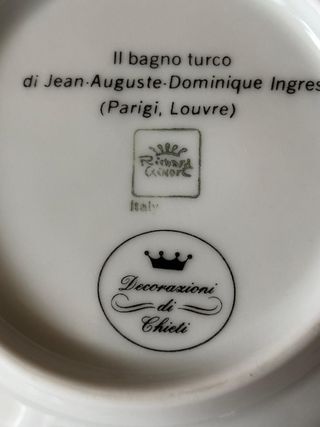 Il bagno turco
di Jean-Auguste-Dominique Ingres
(Parigi, Louvre)
Richard
Ginori
Italy
Decorazioni
di
Chieti